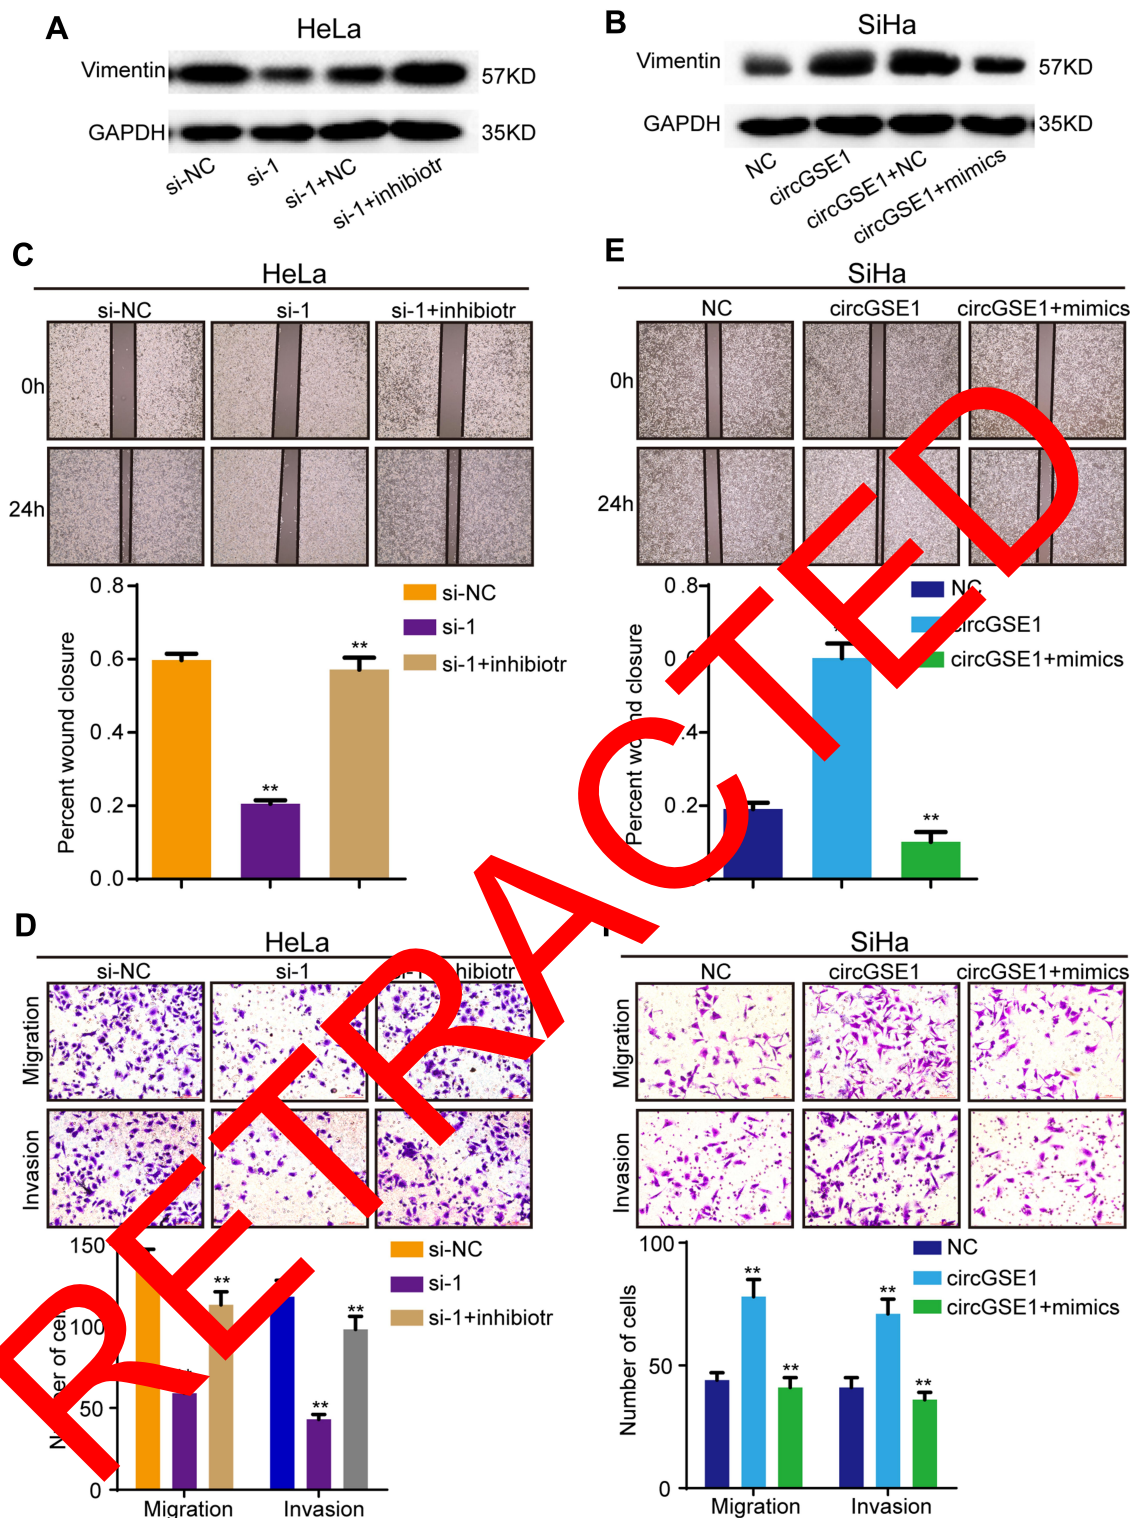 A
HeLa
Vimentin
57KD
GAPDH
35KD
si-NC
si-1
si-1+NC
si-1+inhibiotr
B
SiHa
Vimentin
57KD
GAPDH
35KD
NC
circGSE1
circGSE1+NC
circGSE1+mimics
C
HeLa
si-NC
si-1
si-1+inhibiotr
0h
24h
0.8
0.6
0.4
0.2
0.0
Percent wound closure
**
**
si-NC
si-1
si-1+inhibiotr
E
SiHa
NC
circGSE1
circGSE1+mimics
0h
24h
0.8
0.2
Percent wound closure
**
NC
circGSE1
circGSE1+mimics
D
HeLa
si-NC
si-1
Migration
Invasion
150
100
50
0
**
**
**
si-NC
si-1
si-1+inhibiotr
Migration
Invasion
SiHa
NC
circGSE1
circGSE1+mimics
Migration
Invasion
100
50
0
Number of cells
**
**
**
**
NC
circGSE1
circGSE1+mimics
Migration
Invasion
RETRACTED